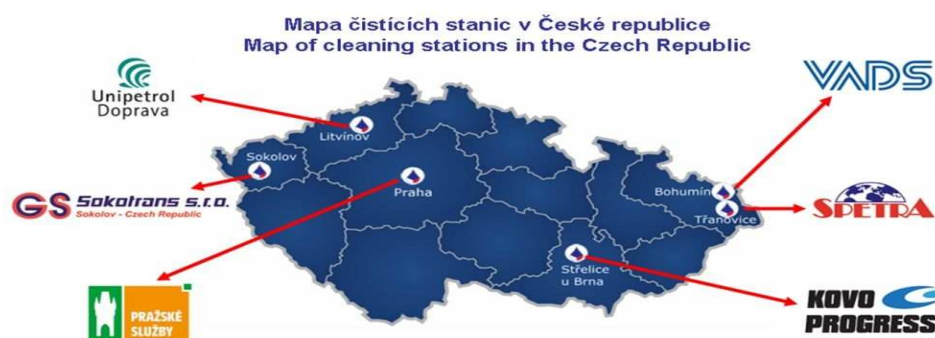 Mapa čistících stanic v České republice
Map of cleaning stations in the Czech Republic
Unipetrol
Doprava
VADS
Litvínov
Sokolov
Praha
Bohumín
Třanovice
GS Sokotrans s.r.o.
Sokolov - Czech Republic
SPETRA
Střelice
u Brna
PRAŽSKÉ
SLUŽBY
KOVO
PROGRESS